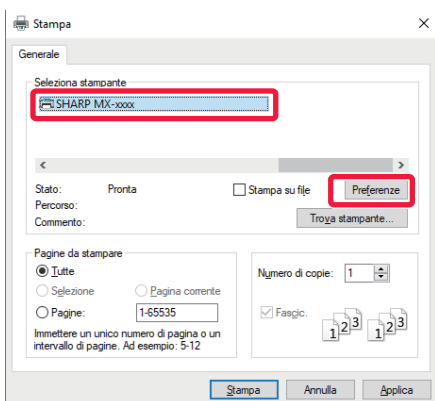 Stampa
Generale
Seleziona stampante
SHARP MX-xxxx
Stato: Pronta
Stampa su file
Preferenze
Percorso:
Commento:
Trova stampante...
Pagine da stampare
Tutte
Selezione
Pagina corrente
Pagine:
1-65535
Immettere un unico numero di pagina o un
intervallo di pagine. Ad esempio: 5-12
Numero di copie: 1
Fascic.
1 2 3
1 2 3
Stampa
Annulla
Applica